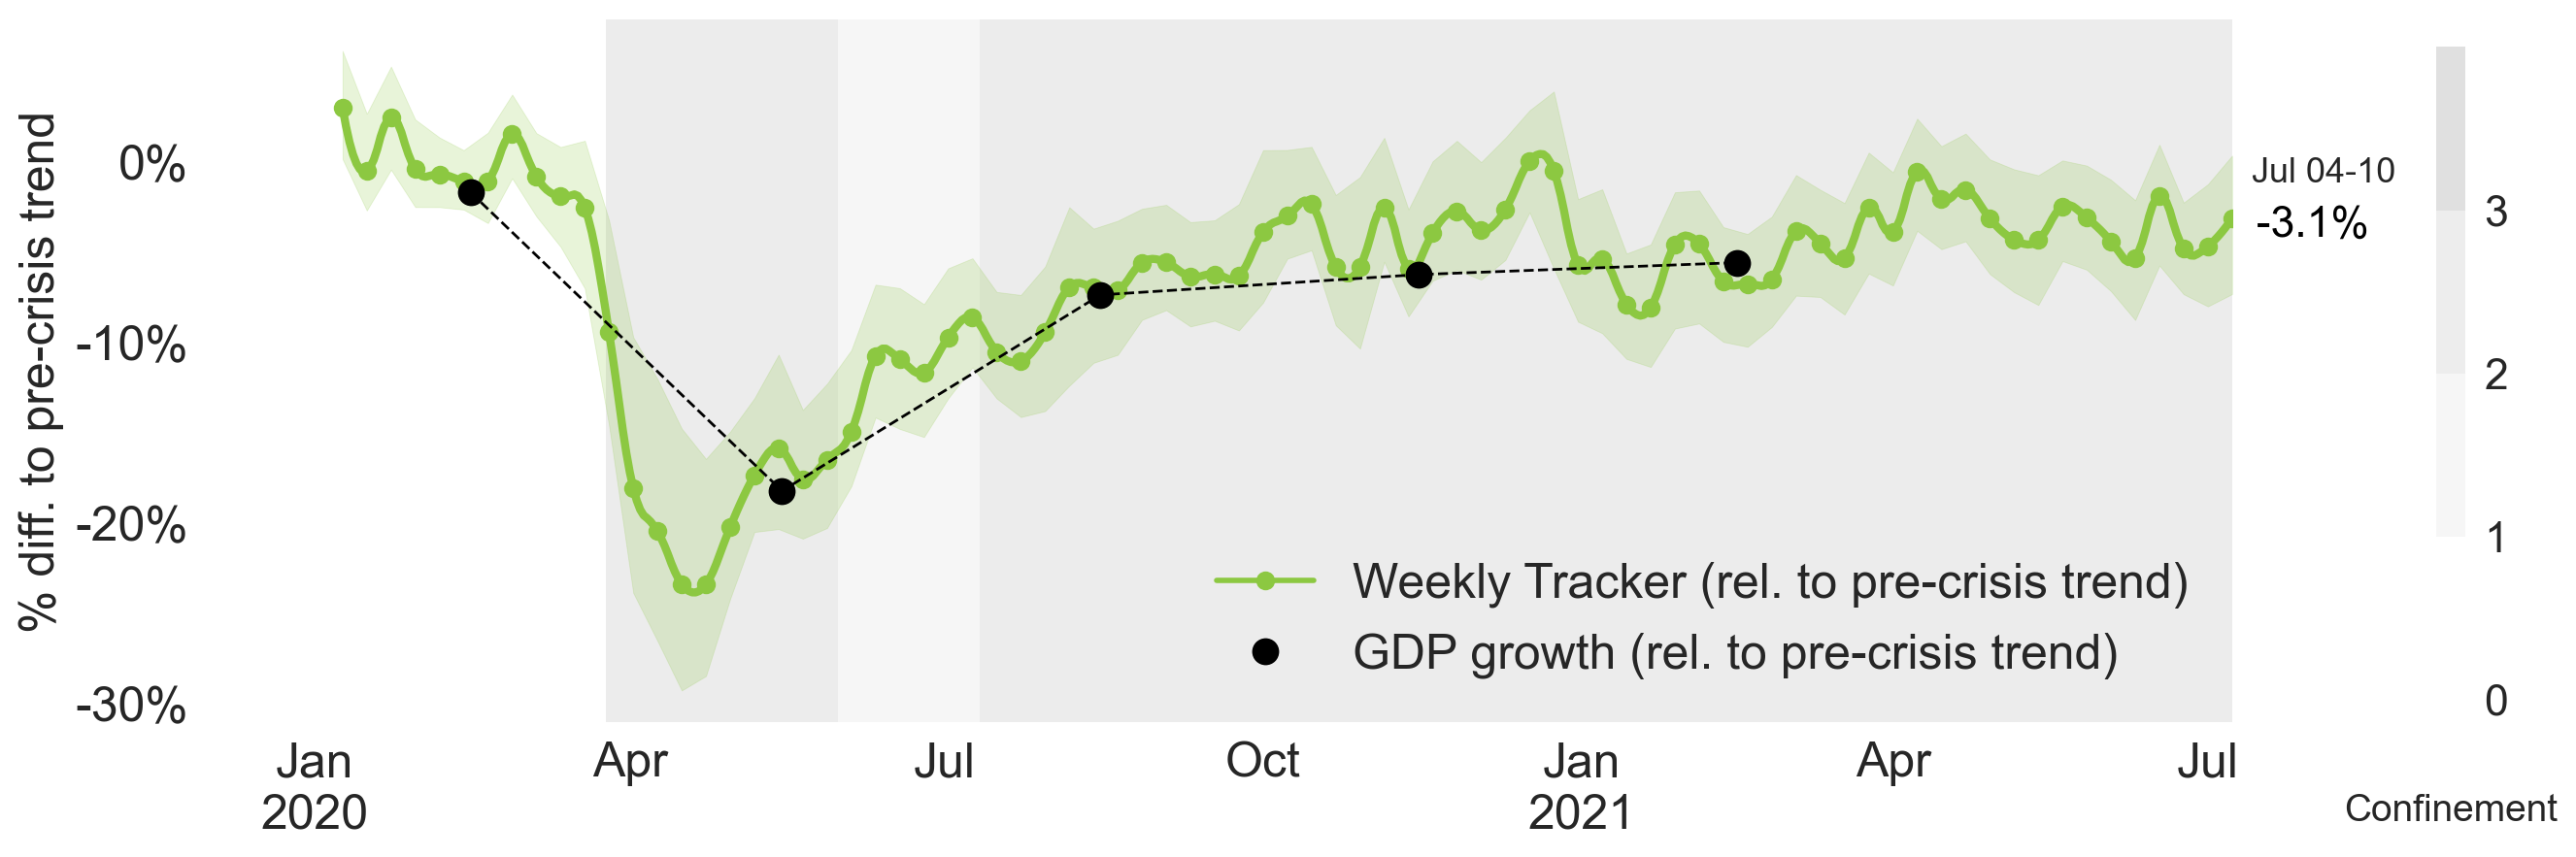 % diff. to pre-crisis trend
0%
-10%
-20%
-30%
Jan
2020
Apr
Jul
Oct
Jan
2021
Apr
Jul
Weekly Tracker (rel. to pre-crisis trend)
GDP growth (rel. to pre-crisis trend)
Jul 04-10
-3.1%
3
2
1
0
Confinement